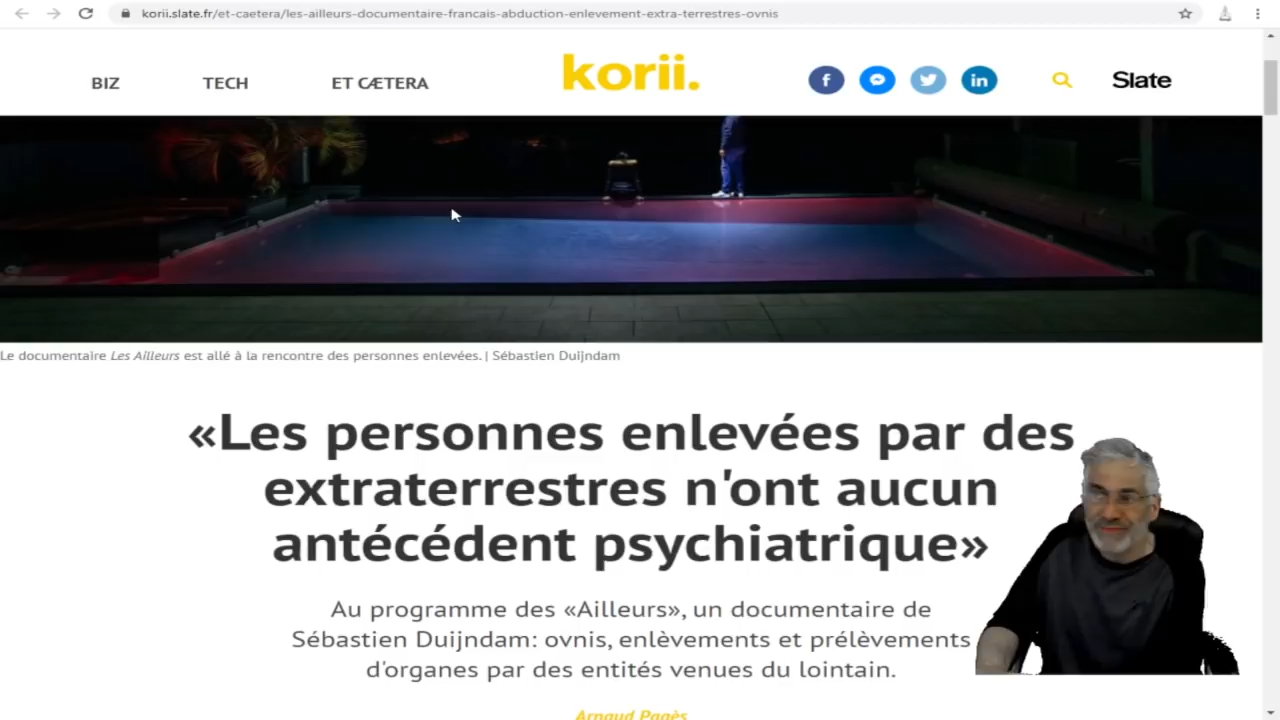 korii.slate.fr/et-caetera/les-ailleurs-documentaire-francais-abduction-enlevement-extra-terrestres-ovnis
BIZ TECH ET CÆTERA korii. Slate
Le documentaire Les Ailleurs est allé à la rencontre des personnes enlevées. | Sébastien Duijndam
«Les personnes enlevées par des
extraterrestres n'ont aucun
antécédent psychiatrique»
Au programme des «Ailleurs», un documentaire de
Sébastien Duijndam: ovnis, enlèvements et prélèvements
d'organes par des entités venues du lointain.
Arnaud Pagès